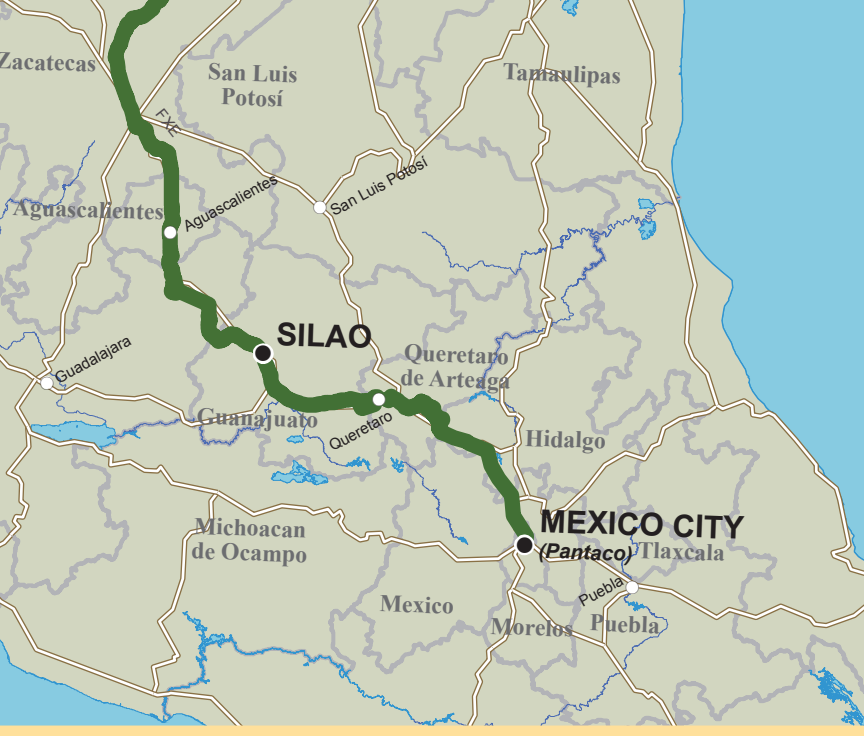 Zacatecas
San Luis
Potosí
Tamaulipas
FXE
San Luis Potosí
Aguascalientes
Aguascalientes
SILAO
Guadalajara
Queretaro
de Arteaga
Guanajuato
Queretaro
Hidalgo
MEXICO CITY
(Pantaco)
Tlaxcala
Michoacan
de Ocampo
Puebla
Mexico
Morelos
Puebla